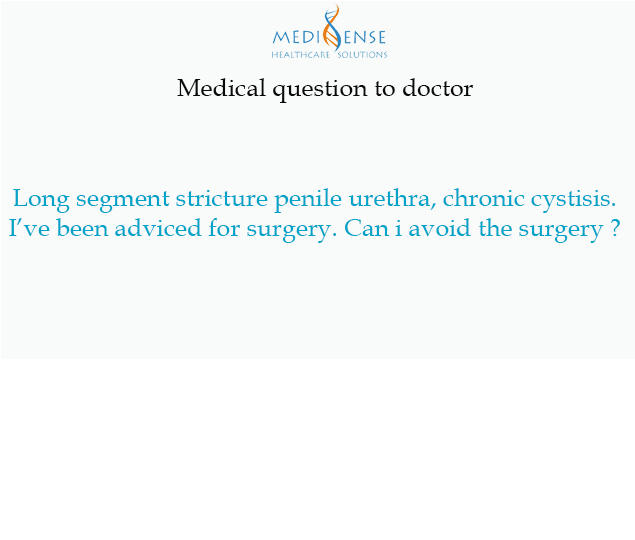 MEDISENSE
HEALTHCARE SOLUTIONS
Medical question to doctor
Long segment stricture penile urethra, chronic cystisis.
I've been adviced for surgery. Can i avoid the surgery ?